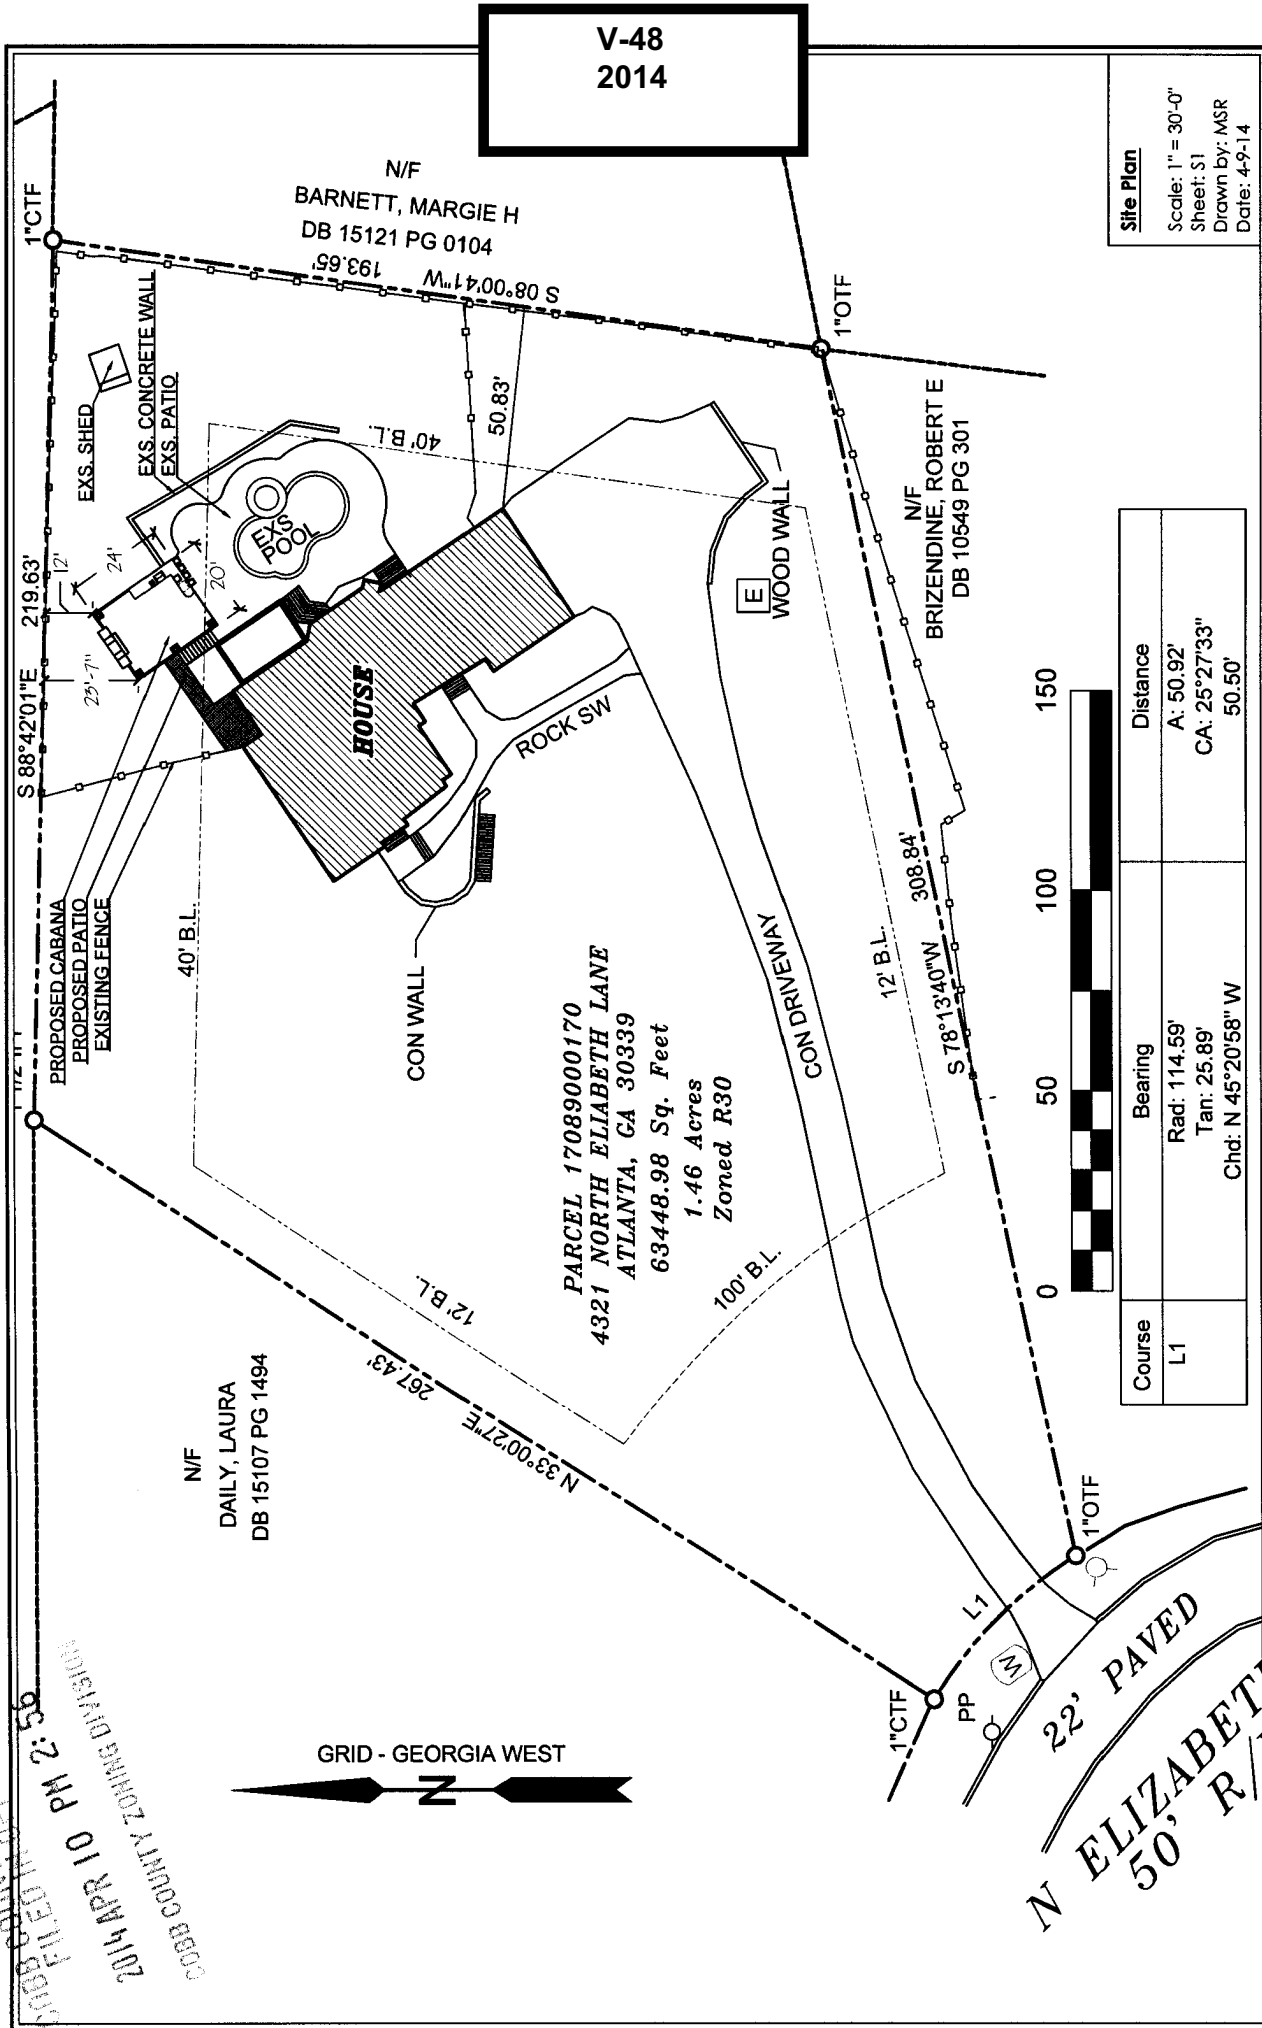 V-48
2014
Site Plan
Scale: 1" = 30'-0"
Sheet: S1
Drawn by: MSR
Date: 4-9-14
1"CTF
N/F
BARNETT, MARGIE H
DB 15121 PG 0104
193.65'
S 08°00'41"W
EXS. SHED
EXS. CONCRETE WALL
EXS. PATIO
EXS.
POOL
40' B.L.
50.83'
1"OTF
219.63'
S 88°42'01"E
12'
24'
20'
23'-7"
HOUSE
ROCK SW
E
WOOD WALL
N/F
BRIZENDINE, ROBERT E
DB 10549 PG 301
PROPOSED CABANA
PROPOSED PATIO
EXISTING FENCE
40' B.L.
CON WALL
PARCEL 17089000170
4321 NORTH ELIABETH LANE
ATLANTA, GA 30339
63448.98 Sq. Feet
1.46 Acres
Zoned R30
CON DRIVEWAY
12' B.L.
308.84'
S 78°13'40"W
100' B.L.
12' B.L.
267.43'
N 33°00'27"E
N/F
DAILY, LAURA
DB 15107 PG 1494
0 50 100 150
Course Bearing Distance
L1 Rad: 114.59' A: 50.92'
Tan: 25.89' CA: 25°27'33"
Chd: N 45°20'58" W 50.50'
1"OTF
L1
W
1"CTF
PP
22' PAVED
N ELIZABETH
50' R/
GRID - GEORGIA WEST
N
FILED IN
2014 APR 10 PM 2:56
COBB COUNTY ZONING DIVISION